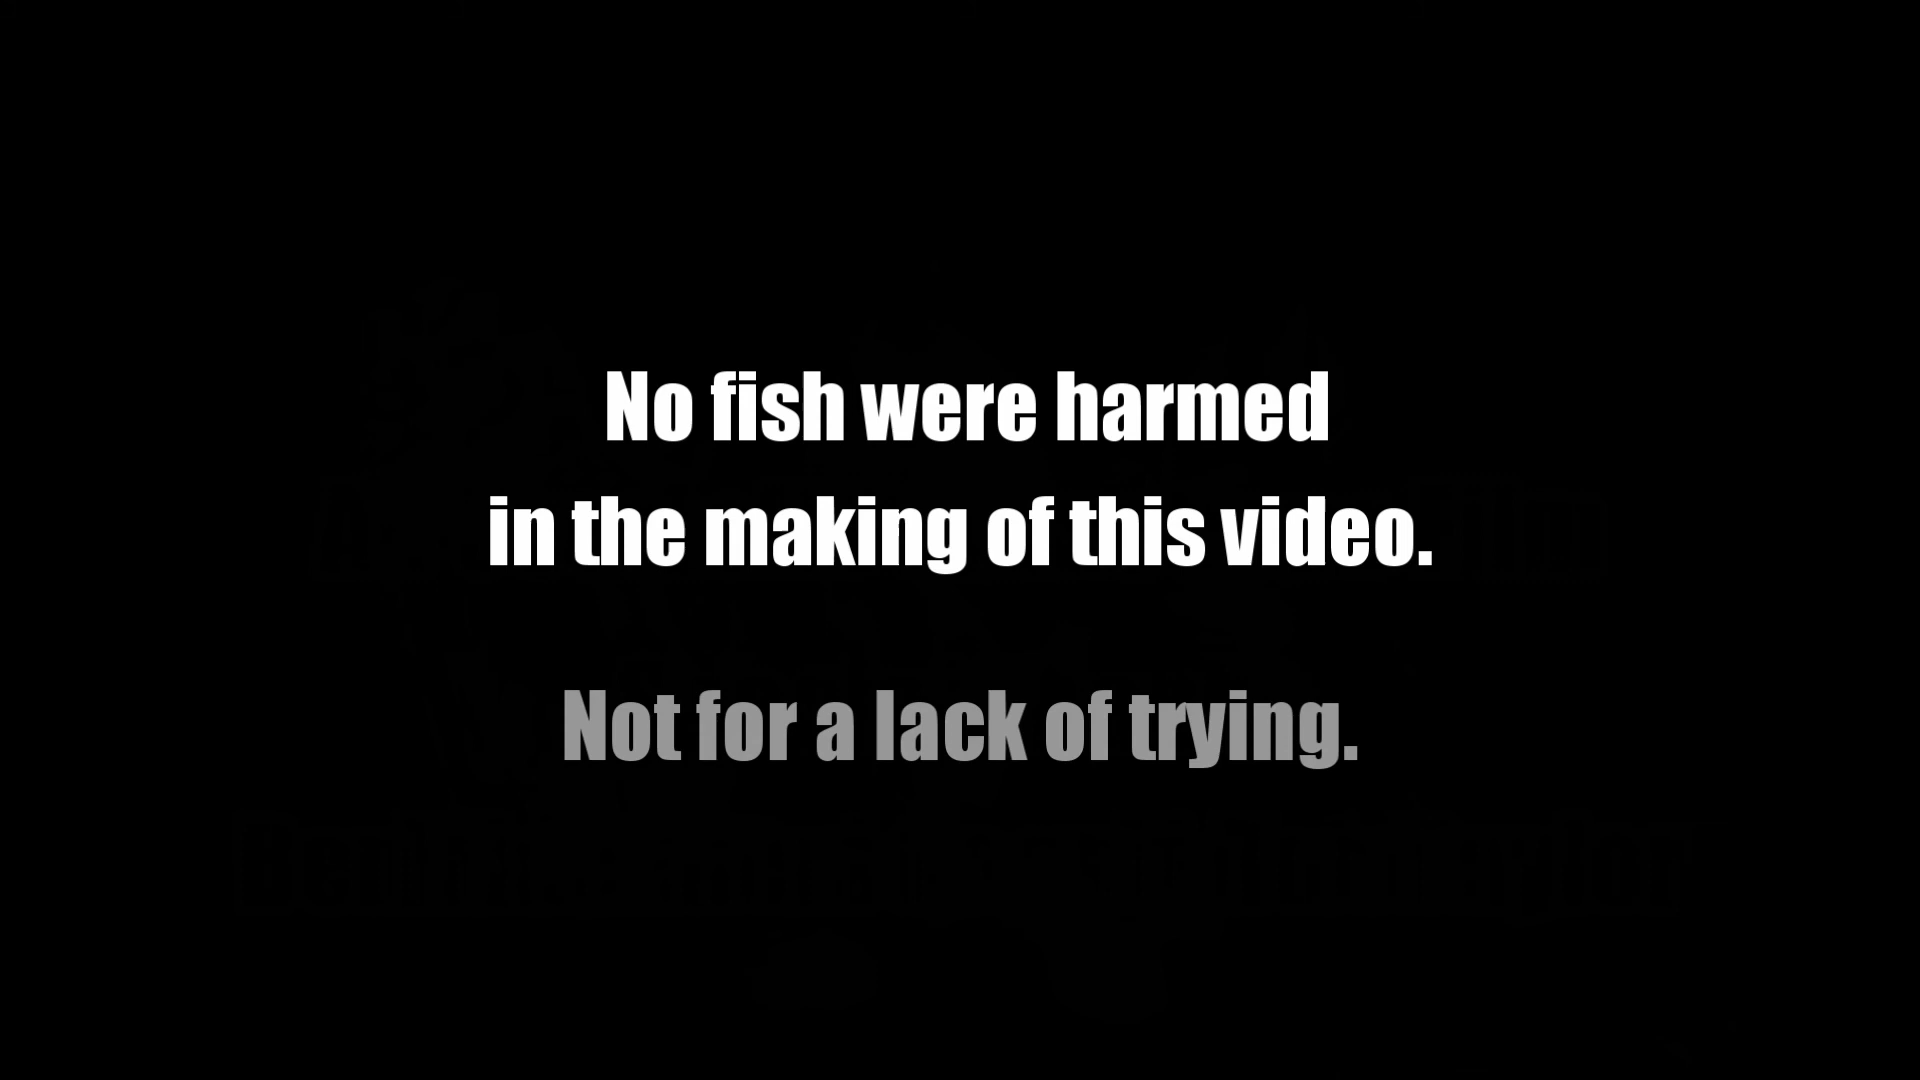 No fish were harmed
in the making of this video.
Not for a lack of trying.